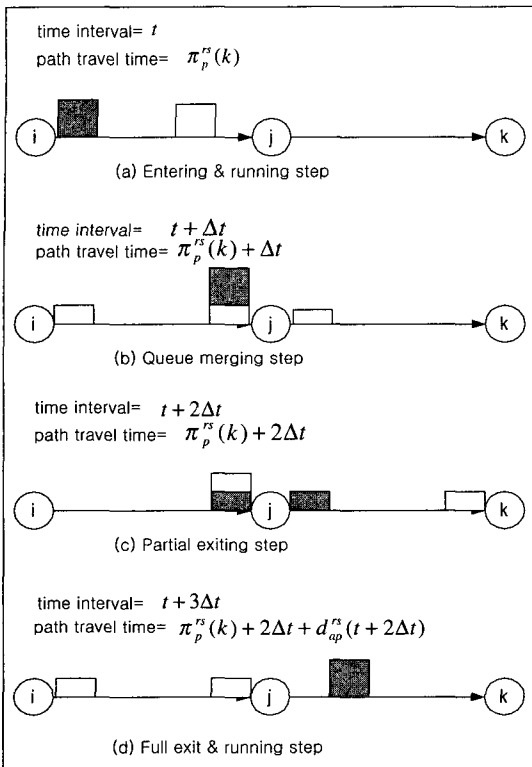 time interval= t
path travel time= π_p^{rs}(k)
i j k
(a) Entering & running step
time interval= t + Δt
path travel time= π_p^{rs}(k) + Δt
i j k
(b) Queue merging step
time interval= t + 2Δt
path travel time= π_p^{rs}(k) + 2Δt
i j k
(c) Partial exiting step
time interval= t + 3Δt
path travel time= π_p^{rs}(k) + 2Δt + d_{ap}^{rs}(t + 2Δt)
i j k
(d) Full exit & running step